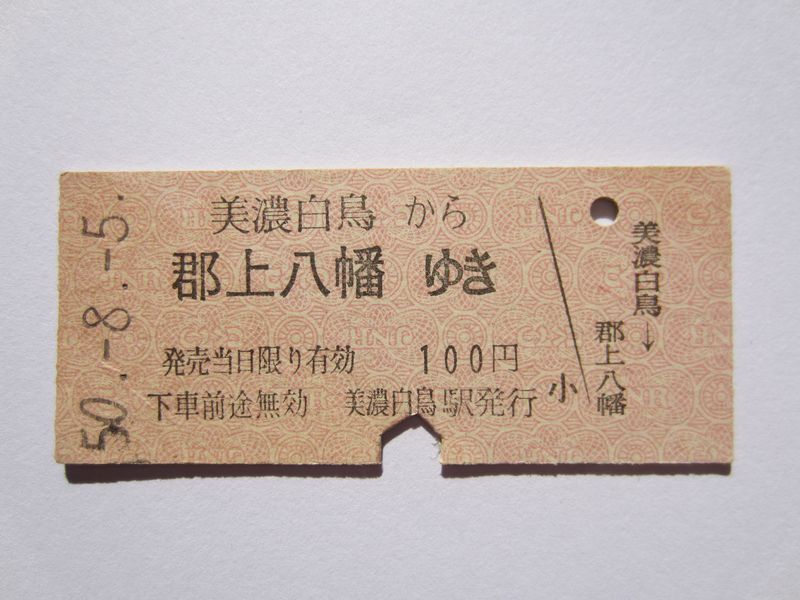 50.-8.-5.
美濃白鳥 から
郡上八幡 ゆき
発売当日限り有効 100円
下車前途無効 美濃白鳥駅発行
小
美濃白鳥→
郡上八幡